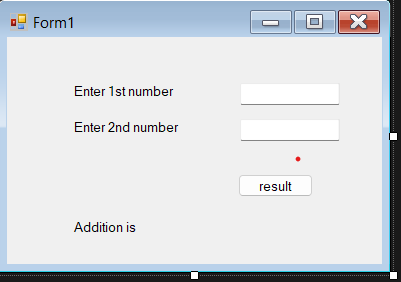 Form1
Enter 1st number
Enter 2nd number
result
Addition is